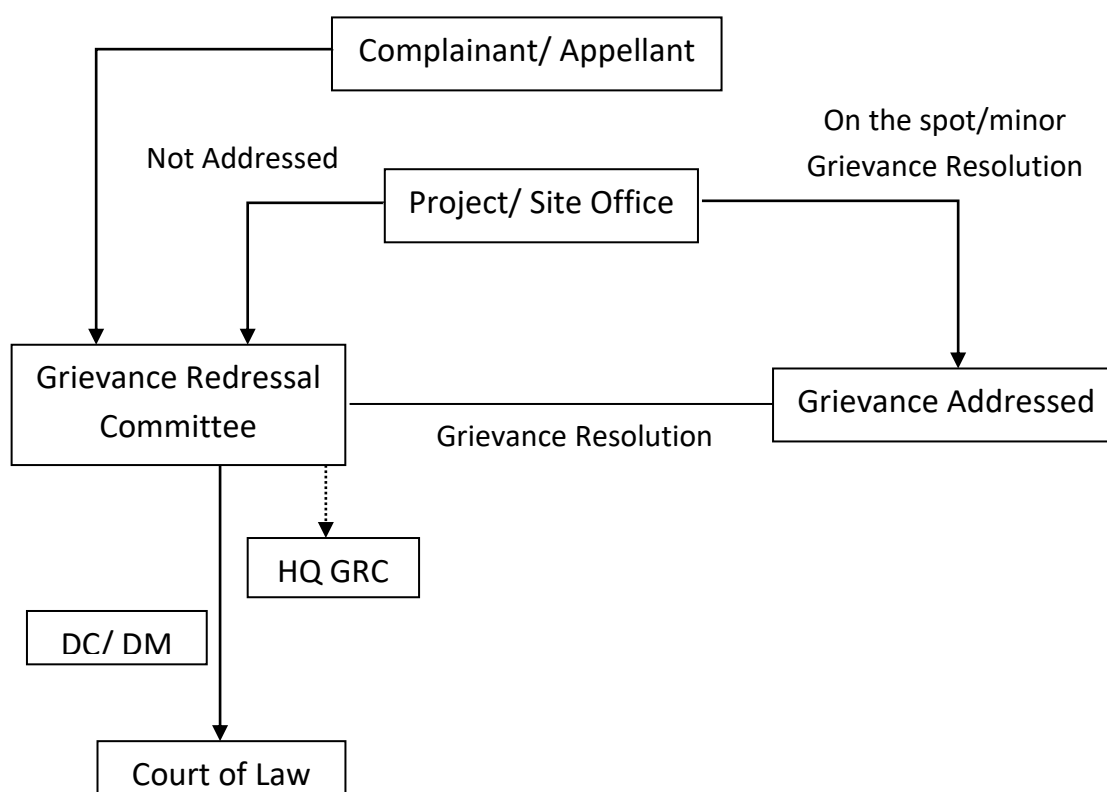 Complainant/ Appellant
On the spot/minor
Grievance Resolution
Not Addressed
Project/ Site Office
Grievance Redressal
Committee
Grievance Addressed
Grievance Resolution
HQ GRC
DC/ DM
Court of Law